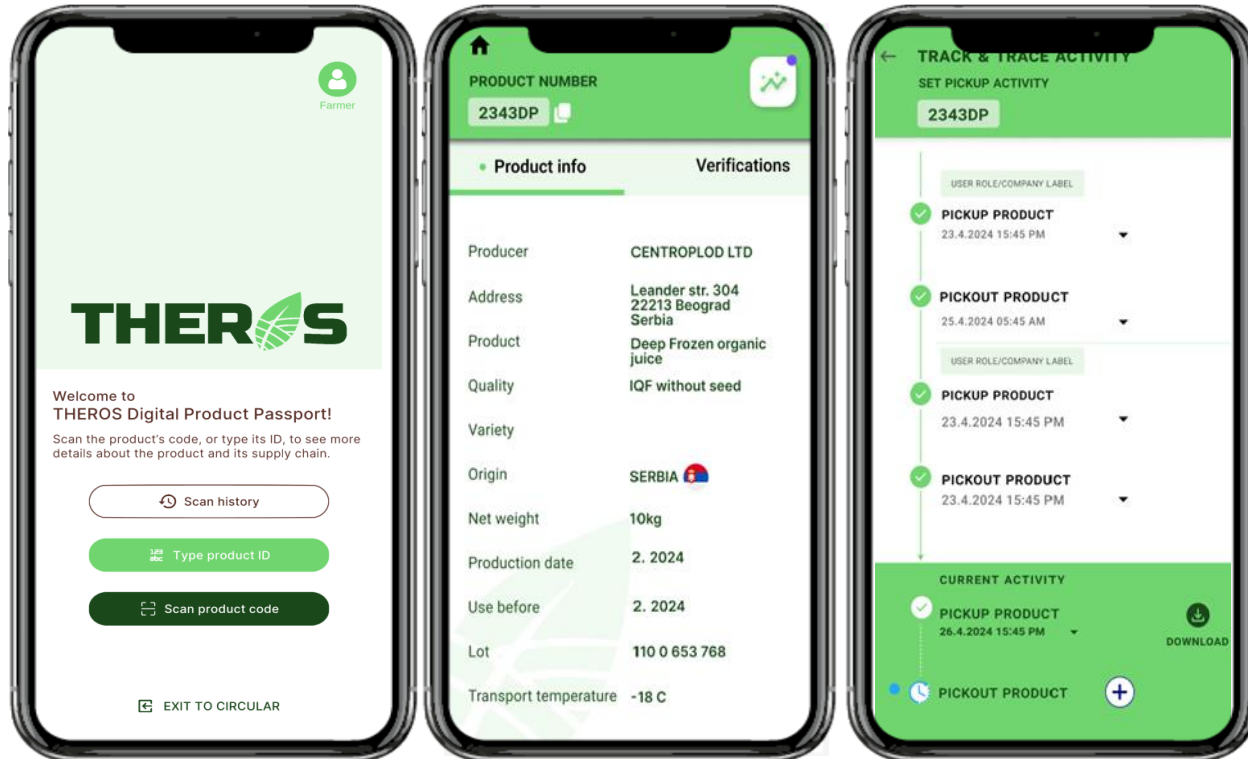 Farmer
THEROS
Welcome to
THEROS Digital Product Passport!
Scan the product's code, or type its ID, to see more
details about the product and its supply chain.
Scan history
123
abc
Type product ID
Scan product code
EXIT TO CIRCULAR
PRODUCT NUMBER
2343DP
Product info
Verifications
Producer CENTROPLOD LTD
Address Leander str. 304
22213 Beograd
Serbia
Product Deep Frozen organic
juice
Quality IQF without seed
Variety
Origin SERBIA
Net weight 10kg
Production date 2. 2024
Use before 2. 2024
Lot 110 0 653 768
Transport temperature -18 C
TRACK & TRACE ACTIVITY
SET PICKUP ACTIVITY
2343DP
USER ROLE/COMPANY LABEL
PICKUP PRODUCT
23.4.2024 15:45 PM
PICKOUT PRODUCT
25.4.2024 05:45 AM
USER ROLE/COMPANY LABEL
PICKUP PRODUCT
23.4.2024 15:45 PM
PICKOUT PRODUCT
23.4.2024 15:45 PM
CURRENT ACTIVITY
PICKUP PRODUCT
26.4.2024 15:45 PM
DOWNLOAD
PICKOUT PRODUCT